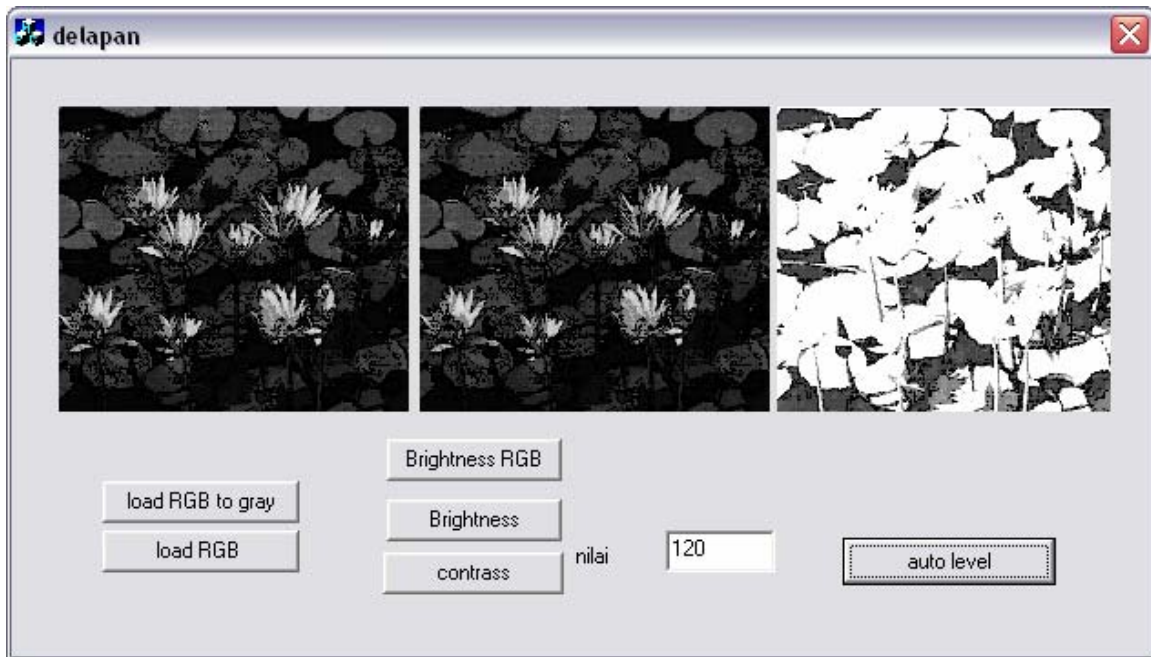 delapan
Brightness RGB
load RGB to gray
Brightness
load RGB
contrass
nilai
120
auto level